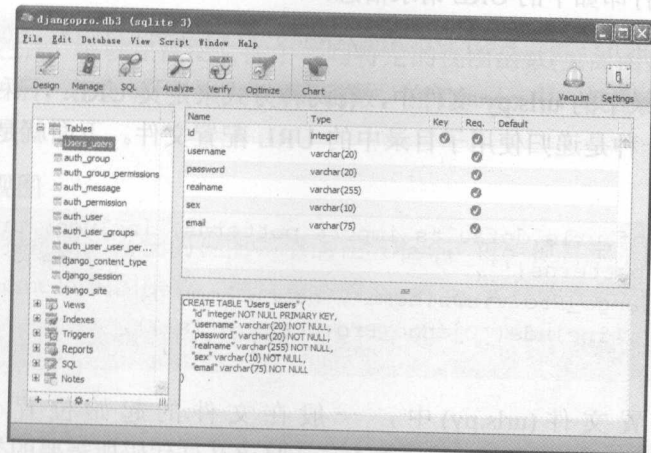 djangopro.db3 (sqlite 3)
File Edit Database View Script Window Help
Design Manage SQL Analyze Verify Optimize Chart Vacuum Settings
Tables
Users_users
auth_group
auth_group_permissions
auth_message
auth_permission
auth_user
auth_user_groups
auth_user_user_per...
django_content_type
django_session
django_site
Views
Indexes
Triggers
Reports
SQL
Notes
Name Type Key Req. Default
id integer
username varchar(20)
password varchar(20)
realname varchar(255)
sex varchar(10)
email varchar(75)
CREATE TABLE "Users_users" (
"id" integer NOT NULL PRIMARY KEY,
"username" varchar(20) NOT NULL,
"password" varchar(20) NOT NULL,
"realname" varchar(255) NOT NULL,
"sex" varchar(10) NOT NULL,
"email" varchar(75) NOT NULL
)